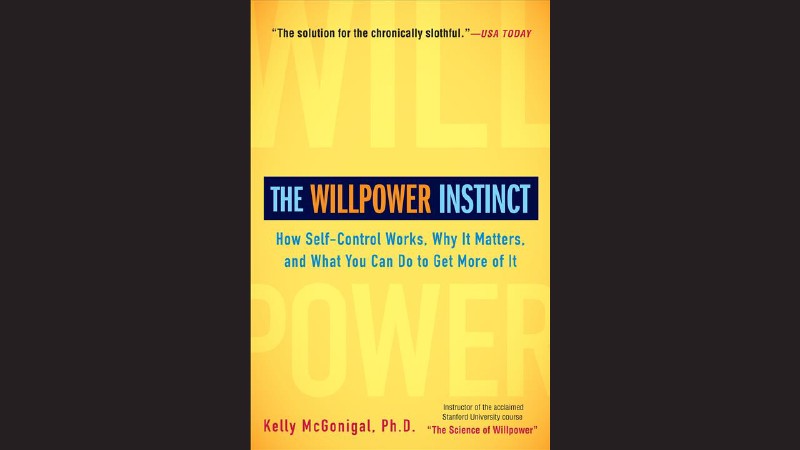 WILL
“The solution for the chronically slothful.”—USA TODAY
THE WILLPOWER INSTINCT
How Self-Control Works, Why It Matters,
and What You Can Do to Get More of It
POWER
Instructor of the acclaimed
Stanford University course
Kelly McGonigal, Ph.D. “The Science of Willpower”